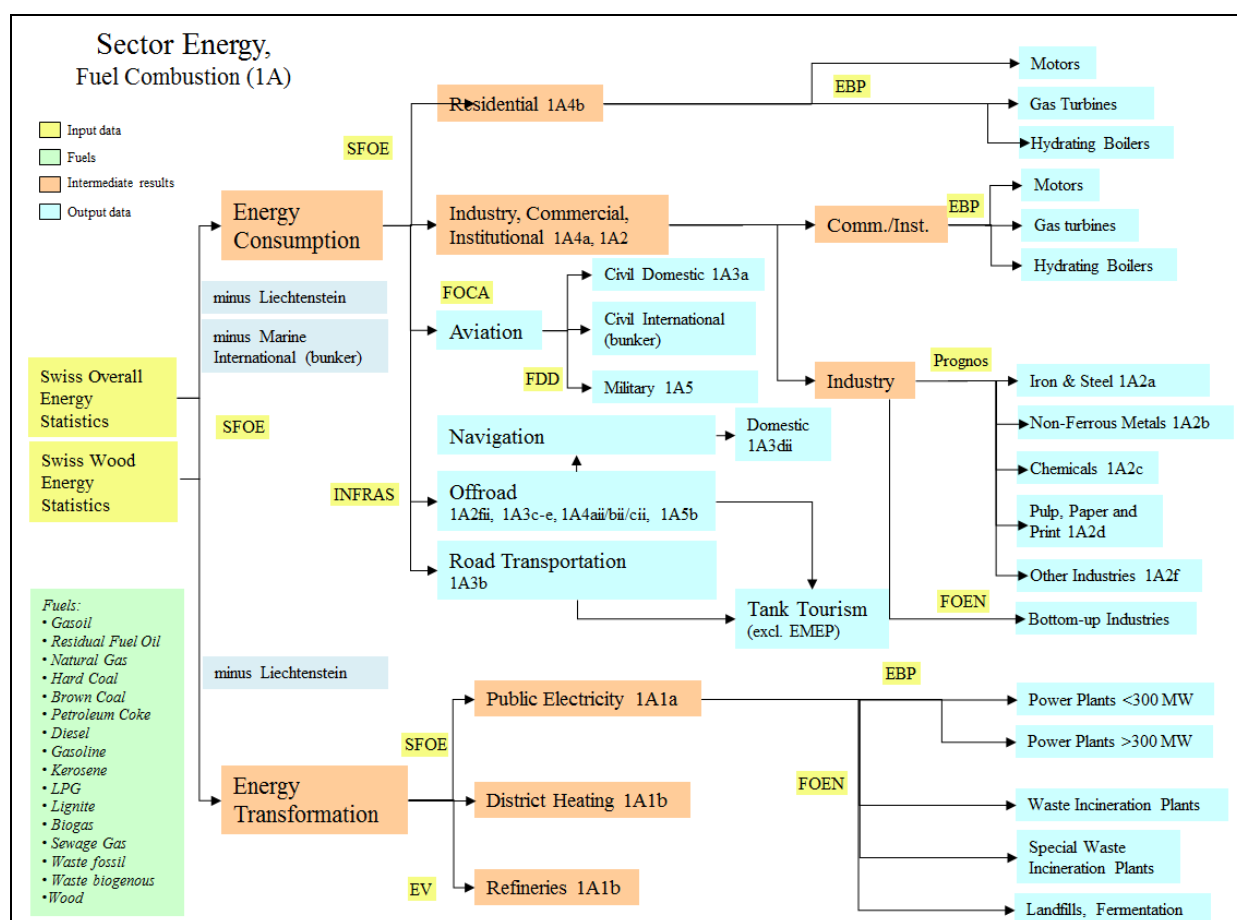 Sector Energy,
Fuel Combustion (1A)
Input data
Fuels
Intermediate results
Output data
Swiss Overall
Energy
Statistics
Swiss Wood
Energy
Statistics
Fuels:
• Gasoil
• Residual Fuel Oil
• Natural Gas
• Hard Coal
• Brown Coal
• Petroleum Coke
• Diesel
• Gasoline
• Kerosene
• LPG
• Lignite
• Biogas
• Sewage Gas
• Waste fossil
• Waste biogenous
• Wood
Energy
Consumption
minus Liechtenstein
minus Marine
International (bunker)
SFOE
minus Liechtenstein
Energy
Transformation
SFOE
Residential 1A4b
EBP
Motors
Gas Turbines
Hydrating Boilers
Industry, Commercial,
Institutional 1A4a, 1A2
Comm./Inst.
EBP
Motors
Gas turbines
Hydrating Boilers
FOCA
Aviation
FDD
Civil Domestic 1A3a
Civil International
(bunker)
Military 1A5
Industry
Prognos
Iron & Steel 1A2a
Non-Ferrous Metals 1A2b
Chemicals 1A2c
Pulp, Paper and
Print 1A2d
Other Industries 1A2f
FOEN
Bottom-up Industries
Navigation
Domestic
1A3dii
INFRAS
Offroad
1A2fii, 1A3c-e, 1A4aii/bii/cii, 1A5b
Road Transportation
1A3b
Tank Tourism
(excl. EMEP)
SFOE
Public Electricity 1A1a
EBP
Power Plants <300 MW
Power Plants >300 MW
FOEN
Waste Incineration Plants
Special Waste
Incineration Plants
Landfills, Fermentation
District Heating 1A1b
EV
Refineries 1A1b